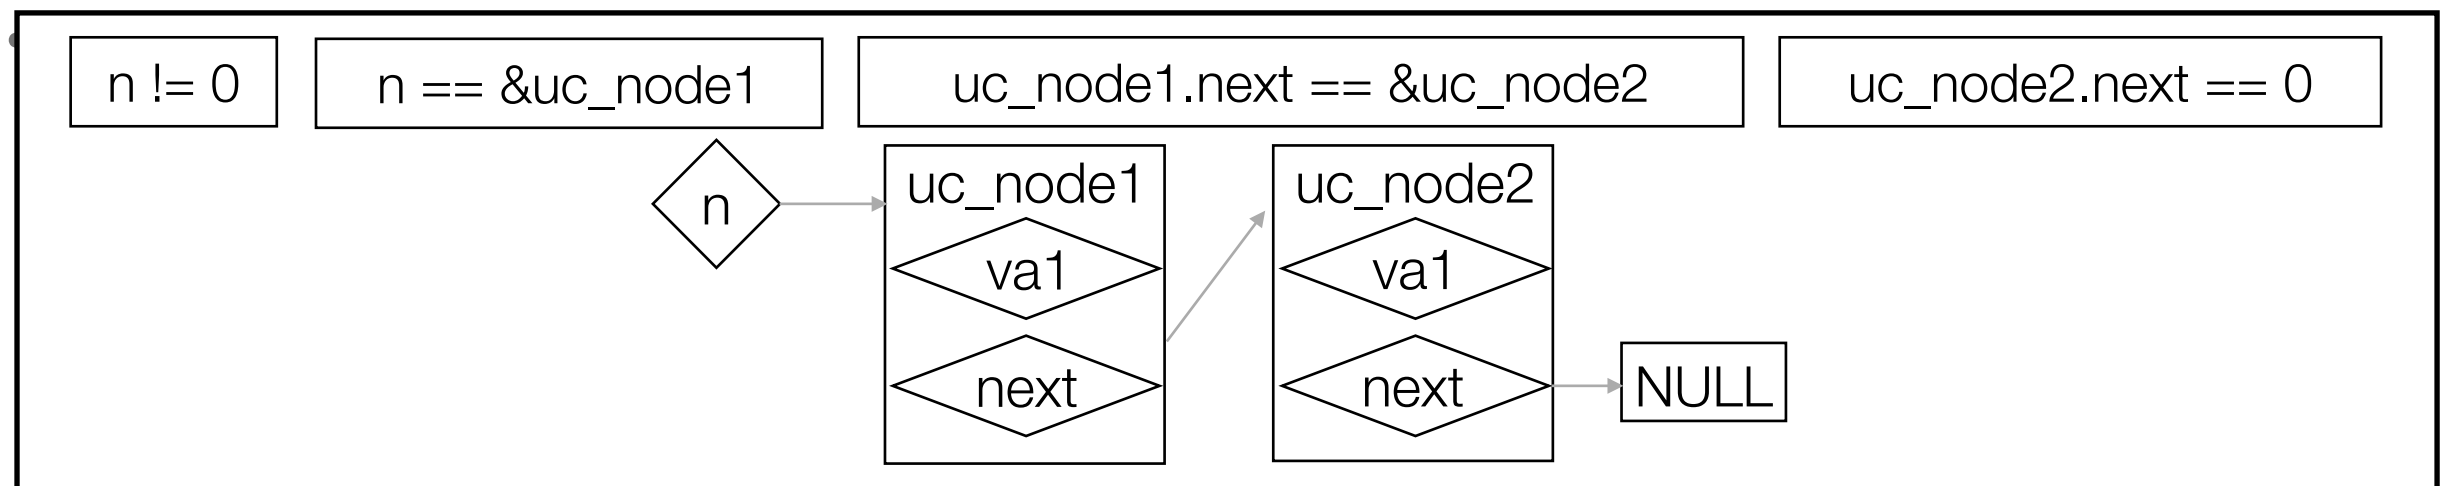 n != 0
n == &uc_node1
uc_node1.next == &uc_node2
uc_node2.next == 0
n
uc_node1
va1
next
uc_node2
va1
next
NULL